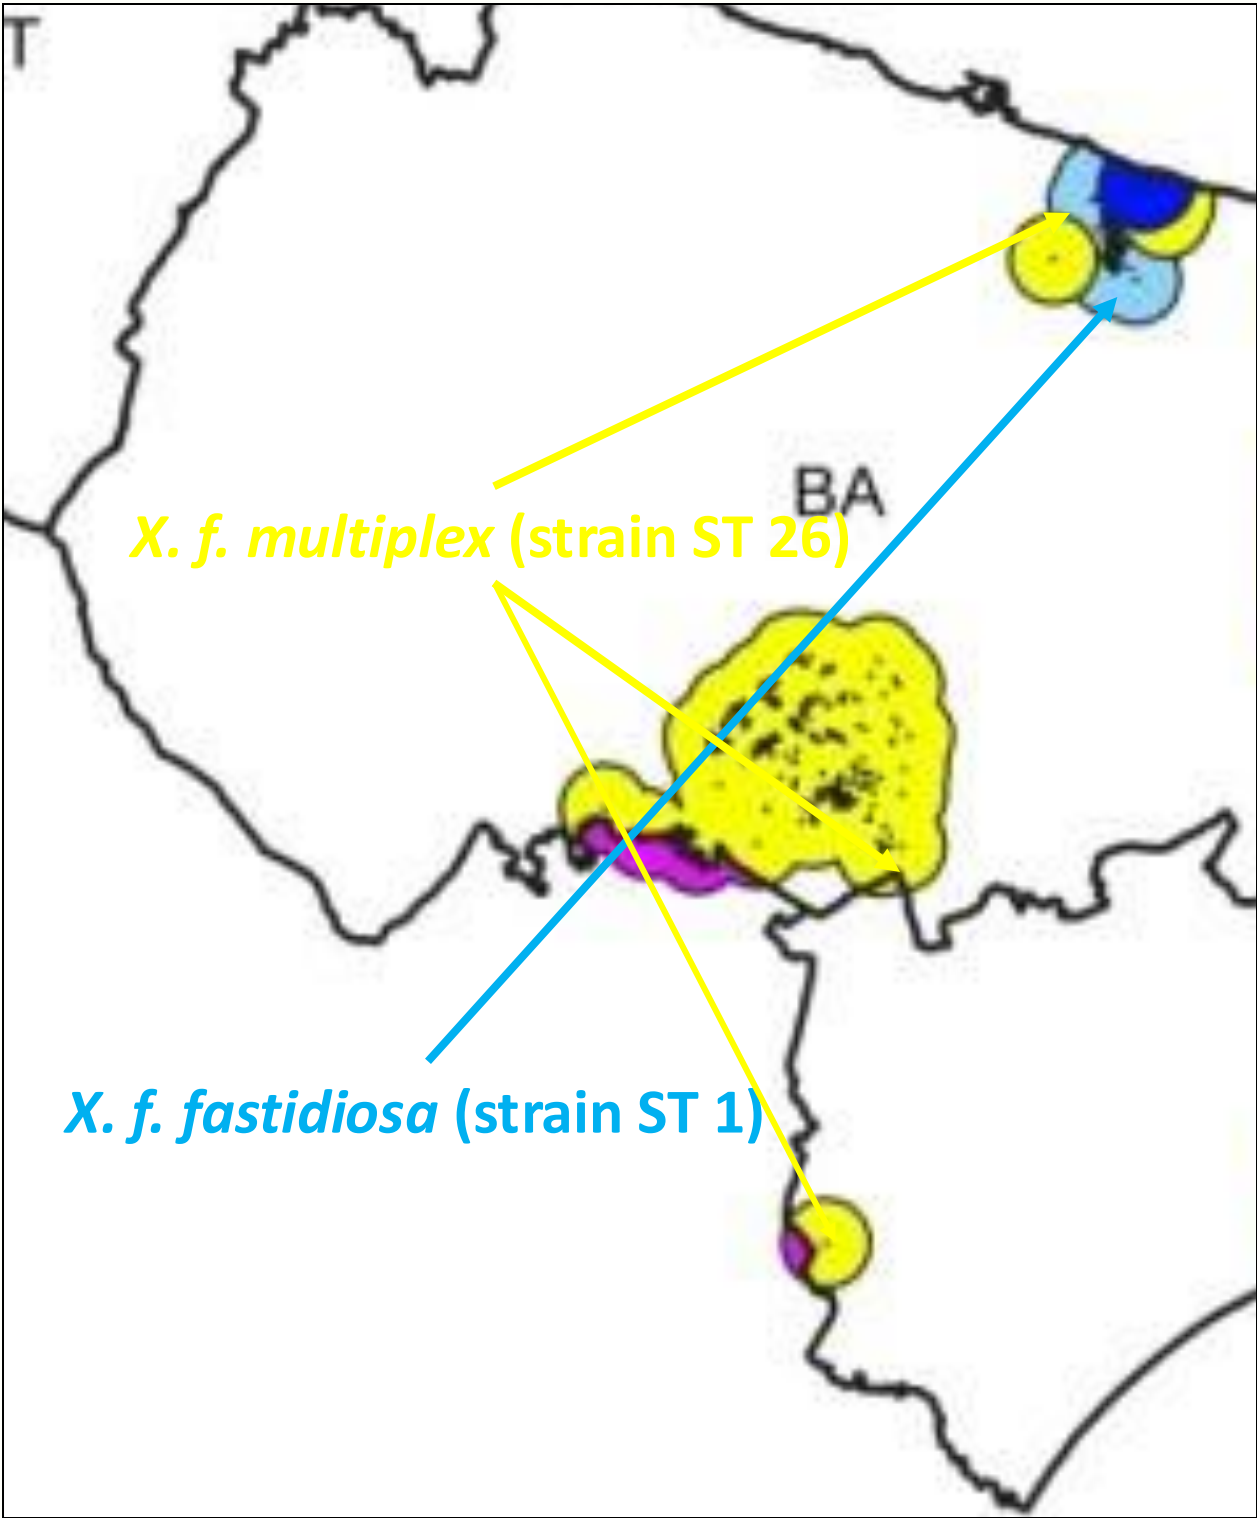 T
BA
X. f. multiplex (strain ST 26)
X. f. fastidiosa (strain ST 1)